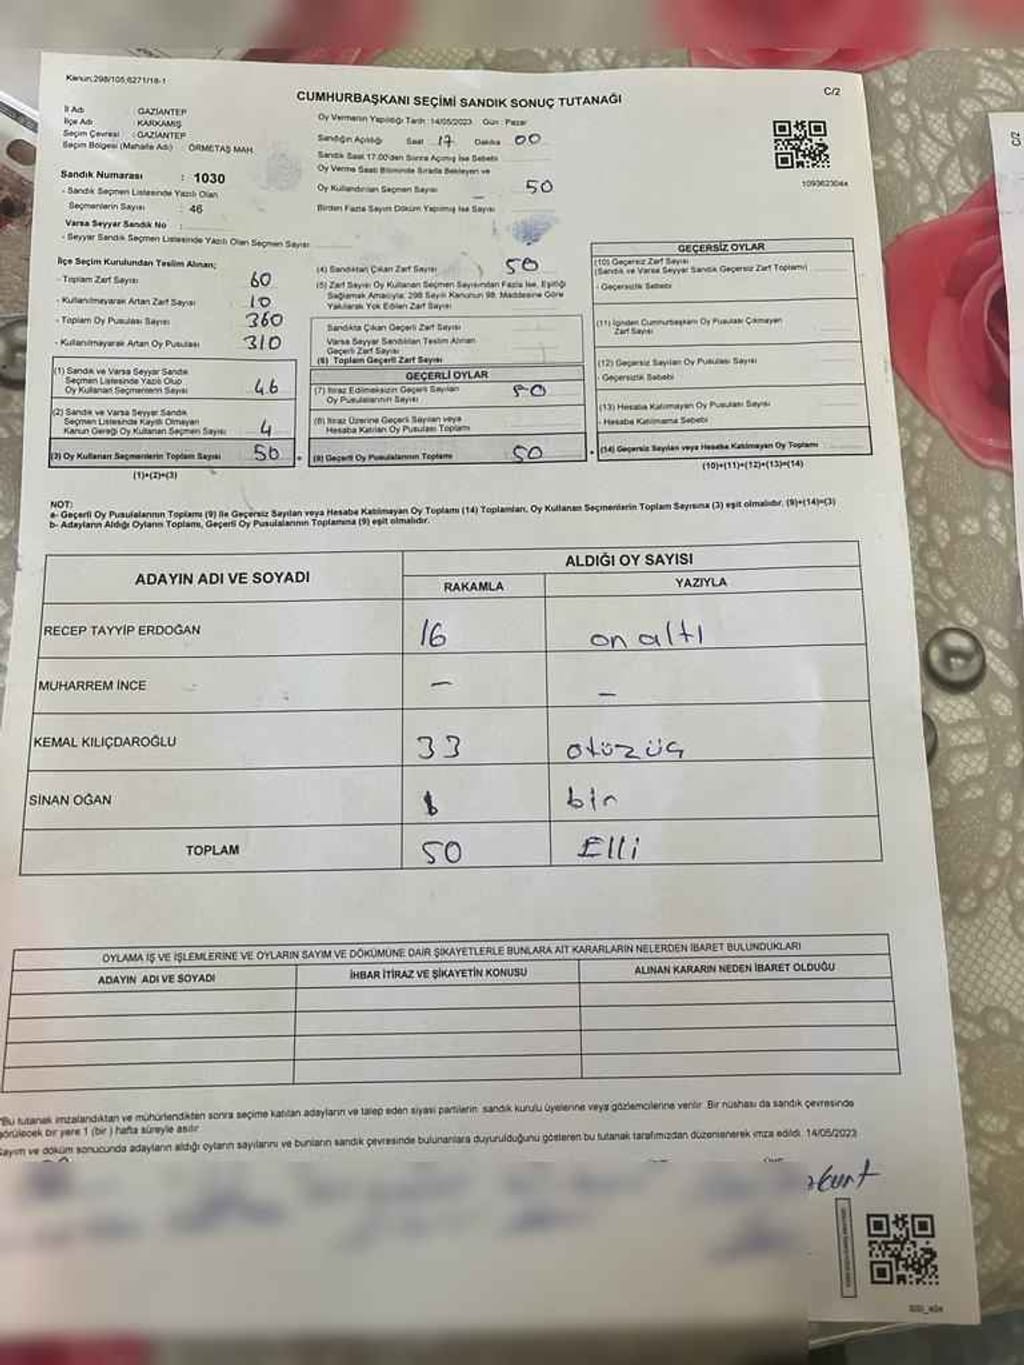 Kanun;298/105;6271/18-1
C/2
CUMHURBAŞKANI SEÇİMİ SANDIK SONUÇ TUTANAĞI
İl Adı : GAZİANTEP
İlçe Adı : KARKAMIŞ
Seçim Çevresi : GAZİANTEP
Seçim Bölgesi (Mahalle Adı) : ÖRMETAŞ MAH.
Sandık Numarası : 1030
- Sandık Seçmen Listesinde Yazılı Olan
Seçmenlerin Sayısı : 46
Varsa Seyyar Sandık No :
- Seyyar Sandık Seçmen Listesinde Yazılı Olan Seçmen Sayısı
Oy Vermenin Yapıldığı Tarih : 14/05/2023 Gün : Pazar
Sandığın Açıldığı Saat 17 Dakika 00
Sandık Saat 17.00'den Sonra Açılmış İse Sebebi
Oy Verme Saati Bitiminde Sırada Bekleyen ve
Oy Kullandırılan Seçmen Sayısı 50
Birden Fazla Sayım Döküm Yapılmış İse Sayısı
1093623044
İlçe Seçim Kurulundan Teslim Alınan;
- Toplam Zarf Sayısı 60
- Kullanılmayarak Artan Zarf Sayısı 10
- Toplam Oy Pusulası Sayısı 360
- Kullanılmayarak Artan Oy Pusulası 310
(1) Sandık ve Varsa Seyyar Sandık
Seçmen Listesinde Yazılı Olup
Oy Kullanan Seçmenlerin Sayısı 46
(2) Sandık ve Varsa Seyyar Sandık
Seçmen Listesinde Kayıtlı Olmayan
Kanun Gereği Oy Kullanan Seçmen Sayısı 4
(3) Oy Kullanan Seçmenlerin Toplam Sayısı 50
(1)+(2)=(3)
(4) Sandıktan Çıkan Zarf Sayısı 50
(5) Zarf Sayısı Oy Kullanan Seçmen Sayısından Fazla İse, Eşitliği
Sağlamak Amacıyla; 298 Sayılı Kanunun 98. Maddesine Göre
Yakılarak Yok Edilen Zarf Sayısı
Sandıkta Çıkan Geçerli Zarf Sayısı
Varsa Seyyar Sandıktan Teslim Alınan
Geçerli Zarf Sayısı
(6) Toplam Geçerli Zarf Sayısı
GEÇERLİ OYLAR
(7) İtiraz Edilmeksizin Geçerli Sayılan
Oy Pusulalarının Sayısı 50
(8) İtiraz Üzerine Geçerli Sayılan veya
Hesaba Katılan Oy Pusulası Toplamı
(9) Geçerli Oy Pusulalarının Toplamı 50
GEÇERSİZ OYLAR
(10) Geçersiz Zarf Sayısı
(Sandık ve Varsa Seyyar Sandık Geçersiz Zarf Toplamı)
- Geçersizlik Sebebi
(11) İçinden Cumhurbaşkanı Oy Pusulası Çıkmayan
Zarf Sayısı
(12) Geçersiz Sayılan Oy Pusulası Sayısı
- Geçersizlik Sebebi
(13) Hesaba Katılmayan Oy Pusulası Sayısı
- Hesaba Katılmama Sebebi
(14) Geçersiz Sayılan veya Hesaba Katılmayan Oy Toplamı
(10)+(11)+(12)+(13)=(14)
NOT:
a- Geçerli Oy Pusulalarının Toplamı (9) ile Geçersiz Sayılan veya Hesaba Katılmayan Oy Toplamı (14) Toplamları, Oy Kullanan Seçmenlerin Toplam Sayısına (3) eşit olmalıdır. (9)+(14)=(3)
b- Adayların Aldığı Oyların Toplamı, Geçerli Oy Pusulalarının Toplamına (9) eşit olmalıdır.
ADAYIN ADI VE SOYADI
ALDIĞI OY SAYISI
RAKAMLA YAZIYLA
RECEP TAYYİP ERDOĞAN 16 on altı
MUHARREM İNCE – –
KEMAL KILIÇDAROĞLU 33 otüzüç
SİNAN OĞAN 1 bir
TOPLAM 50 Elli
OYLAMA İŞ VE İŞLEMLERİNE VE OYLARIN SAYIM VE DÖKÜMÜNE DAİR ŞİKAYETLERLE BUNLARA AİT KARARLARIN NELERDEN İBARET BULUNDUKLARI
ADAYIN ADI VE SOYADI İHBAR İTİRAZ VE ŞİKAYETİN KONUSU ALINAN KARARIN NEDEN İBARET OLDUĞU
*Bu tutanak imzalandıktan ve mühürlendikten sonra seçime katılan adayların ve talep eden siyasi partilerin sandık kurulu üyelerine veya gözlemcilerine verilir. Bir nüshası da sandık çevresinde
görülecek bir yere 1 (bir) hafta süreyle asılır.
Sayım ve döküm sonucunda adayların aldığı oyların sayılarını ve bunların sandık çevresinde bulunanlara duyurulduğunu gösteren bu tutanak tarafımızdan düzenlenerek imza edildi. 14/05/2023
C/2